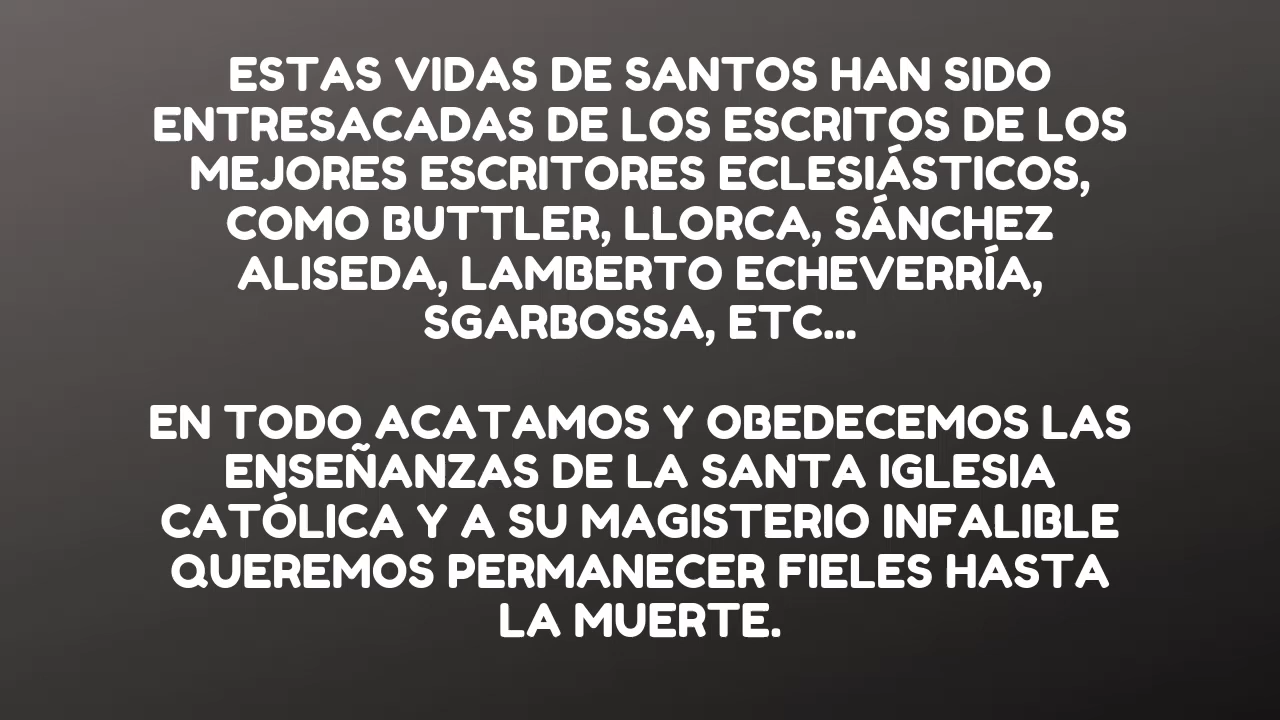 ESTAS VIDAS DE SANTOS HAN SIDO
ENTRESACADAS DE LOS ESCRITOS DE LOS
MEJORES ESCRITORES ECLESIÁSTICOS,
COMO BUTTLER, LLORCA, SÁNCHEZ
ALISEDA, LAMBERTO ECHEVERRÍA,
SGARBOSSA, ETC...
EN TODO ACATAMOS Y OBEDECEMOS LAS
ENSEÑANZAS DE LA SANTA IGLESIA
CATÓLICA Y A SU MAGISTERIO INFALIBLE
QUEREMOS PERMANECER FIELES HASTA
LA MUERTE.